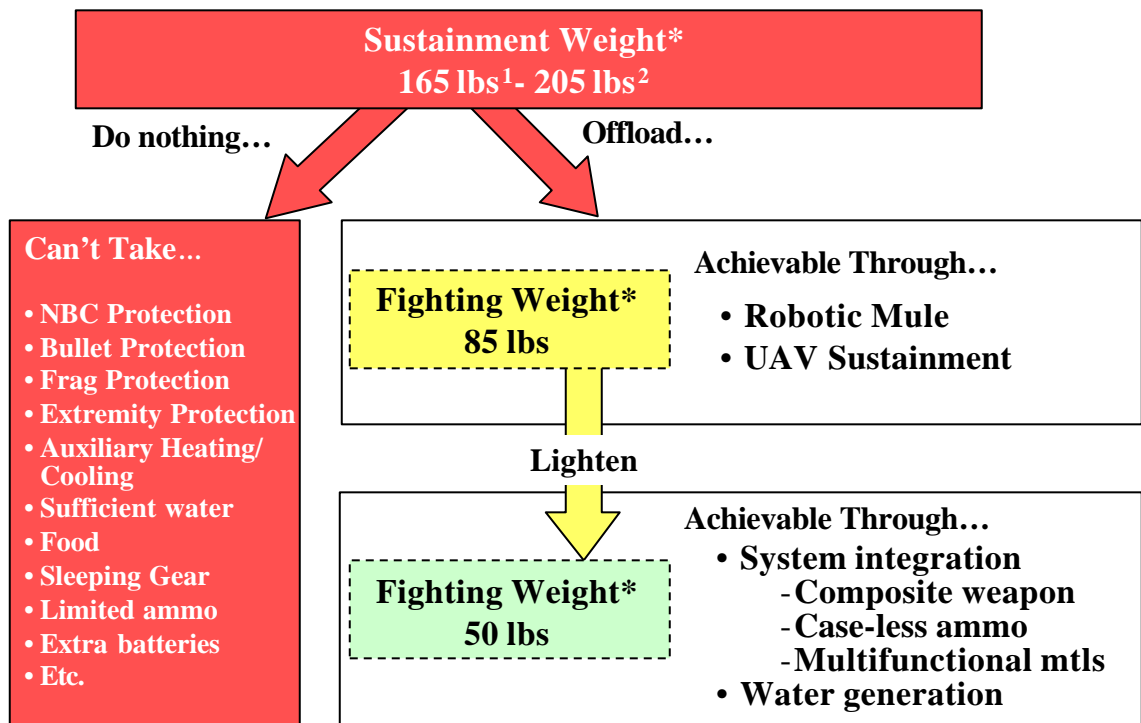 Sustainment Weight*
165 lbs¹- 205 lbs²
Do nothing…
Offload…
Can’t Take…
• NBC Protection
• Bullet Protection
• Frag Protection
• Extremity Protection
• Auxiliary Heating/
Cooling
• Sufficient water
• Food
• Sleeping Gear
• Limited ammo
• Extra batteries
• Etc.
Fighting Weight*
85 lbs
Achievable Through…
• Robotic Mule
• UAV Sustainment
Lighten
Fighting Weight*
50 lbs
Achievable Through…
• System integration
-Composite weapon
-Case-less ammo
-Multifunctional mtls
• Water generation